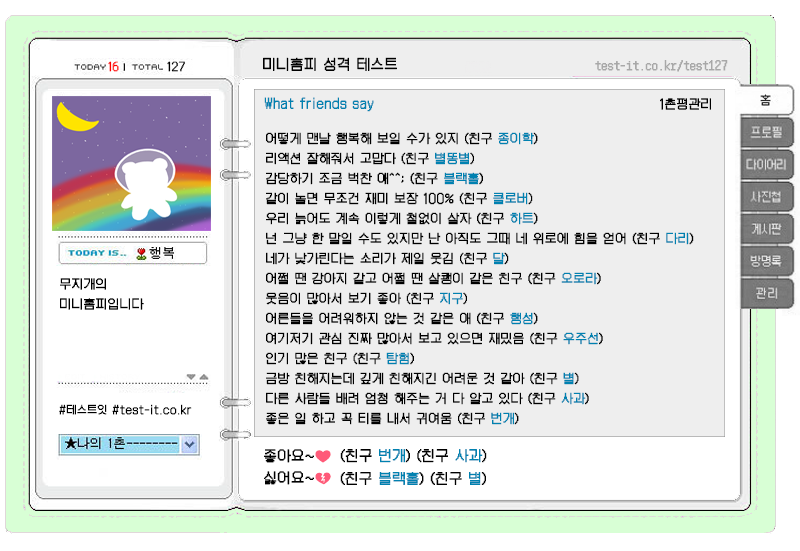 TODAY 16 | TOTAL 127
미니홈피 성격 테스트
test-it.co.kr/test127
TODAY IS.. 행복
무지개의
미니홈피입니다
#테스트잇 #test-it.co.kr
★나의 1촌--------
What friends say
1촌평관리
어떻게 맨날 행복해 보일 수가 있지 (친구 종이학)
리액션 잘해줘서 고맙다 (친구 별똥별)
감당하기 조금 벅찬 애^^; (친구 블랙홀)
같이 놀면 무조건 재미 보장 100% (친구 클로버)
우리 늙어도 계속 이렇게 철없이 살자 (친구 하트)
넌 그냥 한 말일 수도 있지만 난 아직도 그때 네 위로에 힘을 얻어 (친구 다리)
네가 낯가린다는 소리가 제일 웃김 (친구 달)
어쩔 땐 강아지 같고 어쩔 땐 살쾡이 같은 친구 (친구 오로라)
웃음이 많아서 보기 좋아 (친구 지구)
어른들을 어려워하지 않는 것 같은 애 (친구 행성)
여기저기 관심 진짜 많아서 보고 있으면 재밌음 (친구 우주선)
인기 많은 친구 (친구 탐험)
금방 친해지는데 깊게 친해지긴 어려운 것 같아 (친구 별)
다른 사람들 배려 엄청 해주는 거 다 알고 있다 (친구 사과)
좋은 일 하고 꼭 티를 내서 귀여움 (친구 번개)
좋아요~ (친구 번개) (친구 사과)
싫어요~ (친구 블랙홀) (친구 별)
홈
프로필
다이어리
사진첩
게시판
방명록
관리